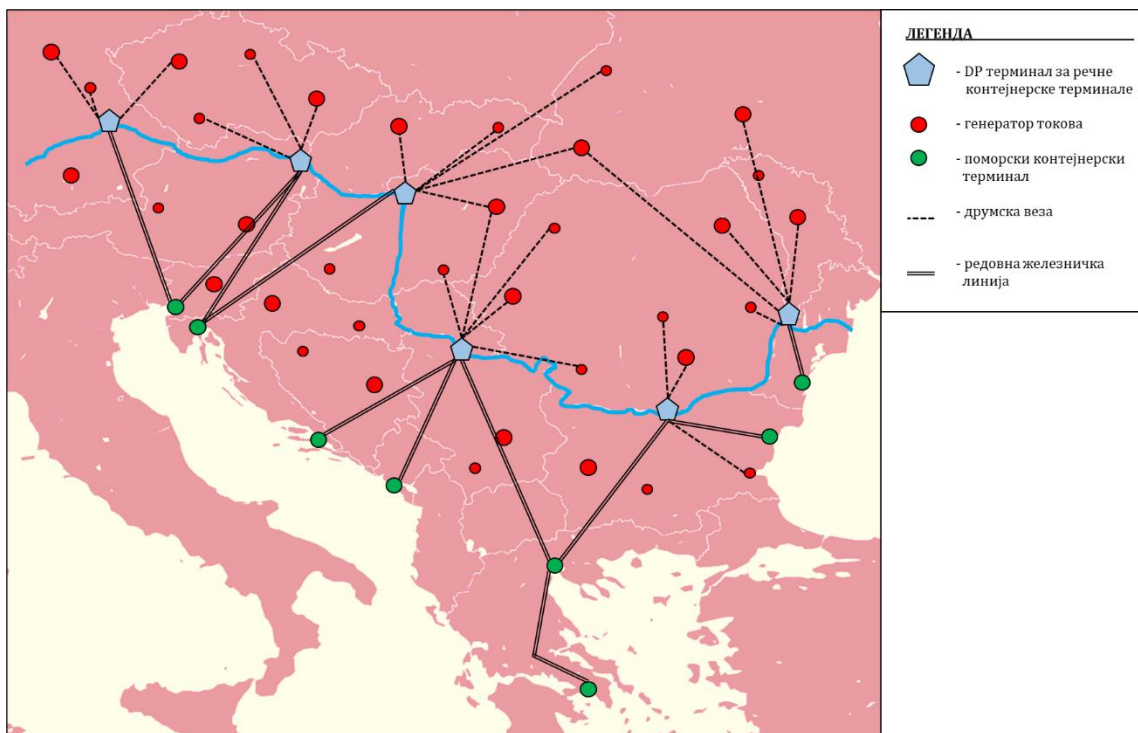 ЛЕГЕНДА
- DP терминал за речне
контејнерске терминале
- генератор токова
- поморски контејнерски
терминал
- друмска веза
- редовна железничка
линија